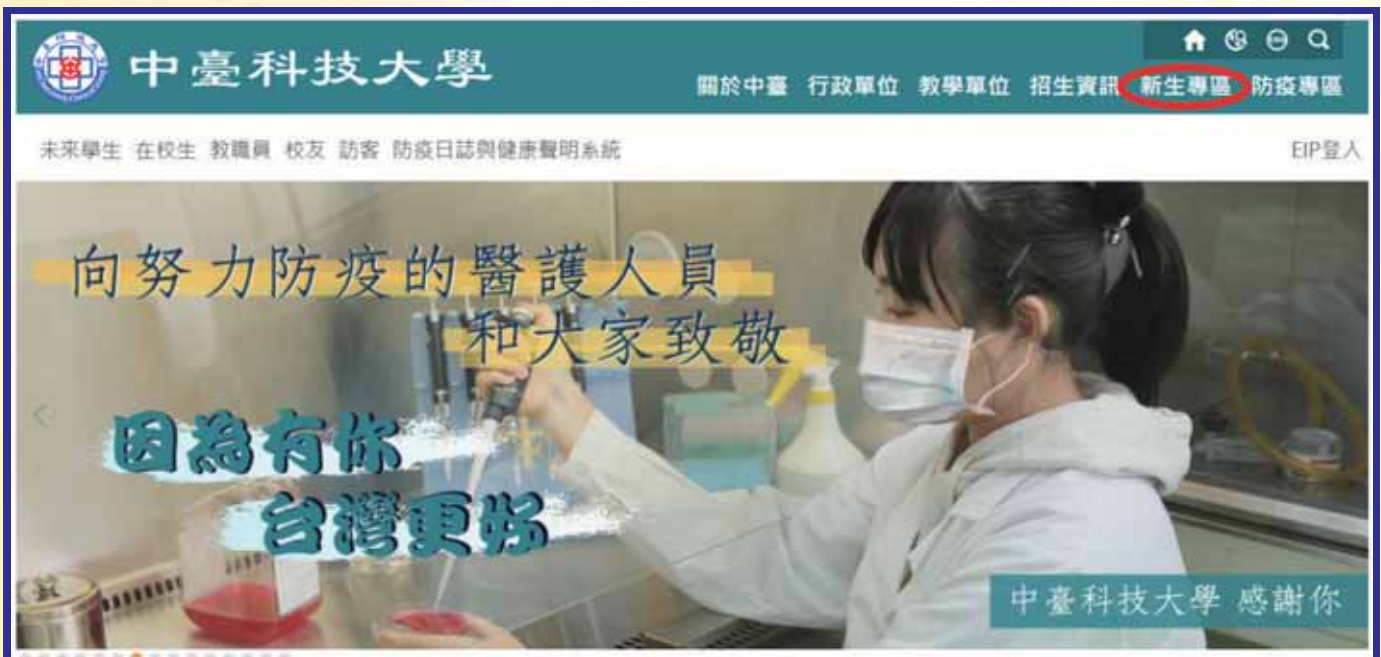 中臺科技大學
關於中臺 行政單位 教學單位 招生資訊 新生專區 防疫專區
未來學生 在校生 教職員 校友 訪客 防疫日誌與健康聲明系統
EIP登入
向努力防疫的醫護人員
和大家致敬
因為有你
台灣更好
中臺科技大學 感謝你